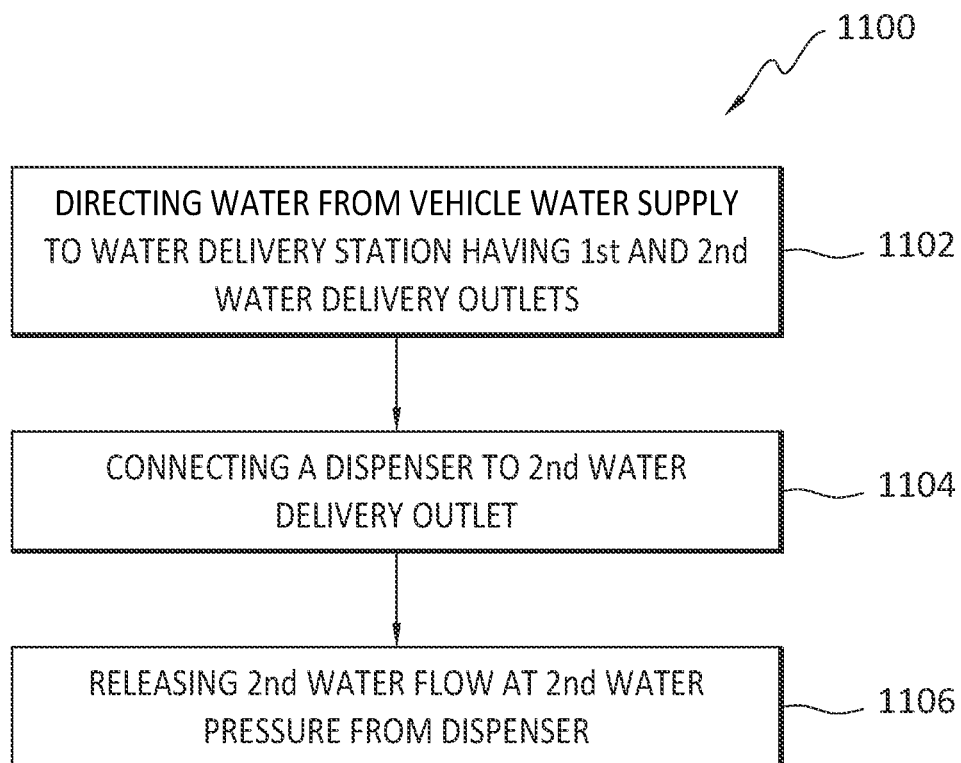 1100
DIRECTING WATER FROM VEHICLE WATER SUPPLY
TO WATER DELIVERY STATION HAVING 1st AND 2nd
WATER DELIVERY OUTLETS
1102
CONNECTING A DISPENSER TO 2nd WATER
DELIVERY OUTLET
1104
RELEASING 2nd WATER FLOW AT 2nd WATER
PRESSURE FROM DISPENSER
1106